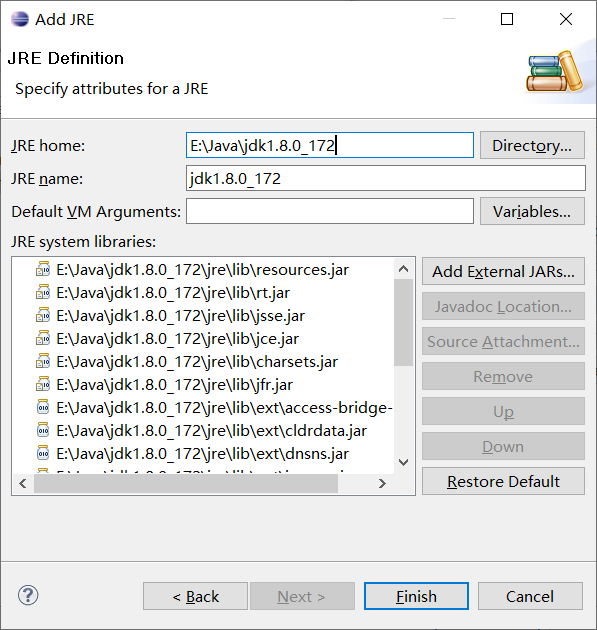 Add JRE
JRE Definition
Specify attributes for a JRE
JRE home:
E:\Java\jdk1.8.0_172
Directory...
JRE name:
jdk1.8.0_172
Default VM Arguments:
Variables...
JRE system libraries:
E:\Java\jdk1.8.0_172\jre\lib\resources.jar
E:\Java\jdk1.8.0_172\jre\lib\rt.jar
E:\Java\jdk1.8.0_172\jre\lib\jsse.jar
E:\Java\jdk1.8.0_172\jre\lib\jce.jar
E:\Java\jdk1.8.0_172\jre\lib\charsets.jar
E:\Java\jdk1.8.0_172\jre\lib\jfr.jar
E:\Java\jdk1.8.0_172\jre\lib\ext\access-bridge-
E:\Java\jdk1.8.0_172\jre\lib\ext\cldrdata.jar
E:\Java\jdk1.8.0_172\jre\lib\ext\dnsns.jar
Add External JARs...
Javadoc Location...
Source Attachment...
Remove
Up
Down
Restore Default
?
< Back
Next >
Finish
Cancel